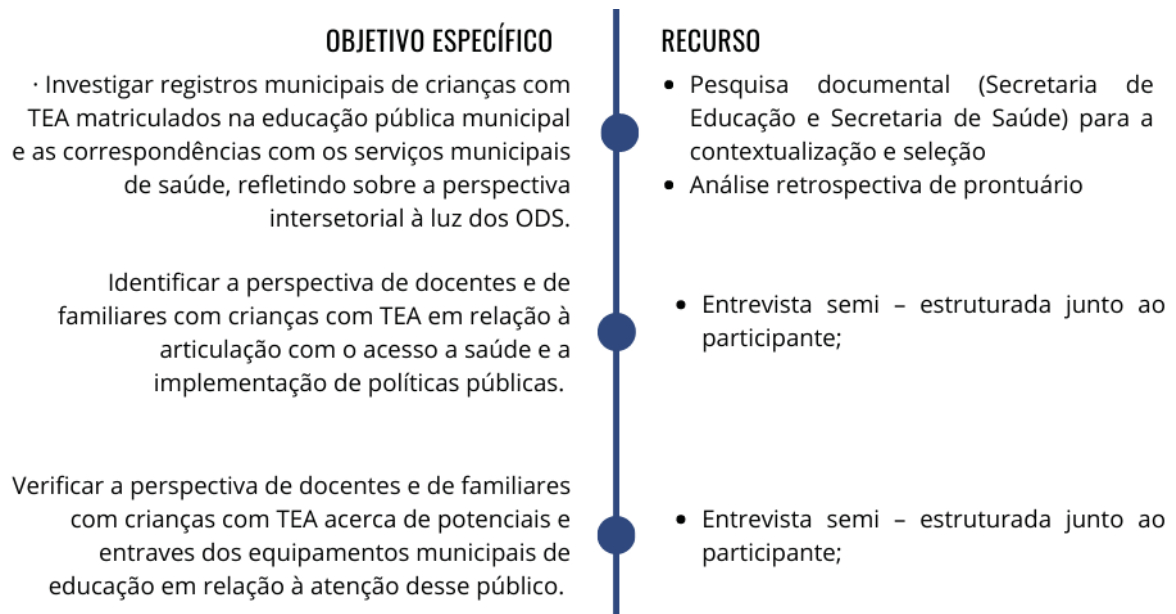 OBJETIVO ESPECÍFICO
RECURSO
· Investigar registros municipais de crianças com
TEA matriculados na educação pública municipal
e as correspondências com os serviços municipais
de saúde, refletindo sobre a perspectiva
intersetorial à luz dos ODS.
• Pesquisa documental (Secretaria de
Educação e Secretaria de Saúde) para a
contextualização e seleção
• Análise retrospectiva de prontuário
Identificar a perspectiva de docentes e de
familiares com crianças com TEA em relação à
articulação com o acesso a saúde e a
implementação de políticas públicas.
• Entrevista semi – estruturada junto ao
participante;
Verificar a perspectiva de docentes e de familiares
com crianças com TEA acerca de potenciais e
entraves dos equipamentos municipais de
educação em relação à atenção desse público.
• Entrevista semi – estruturada junto ao
participante;